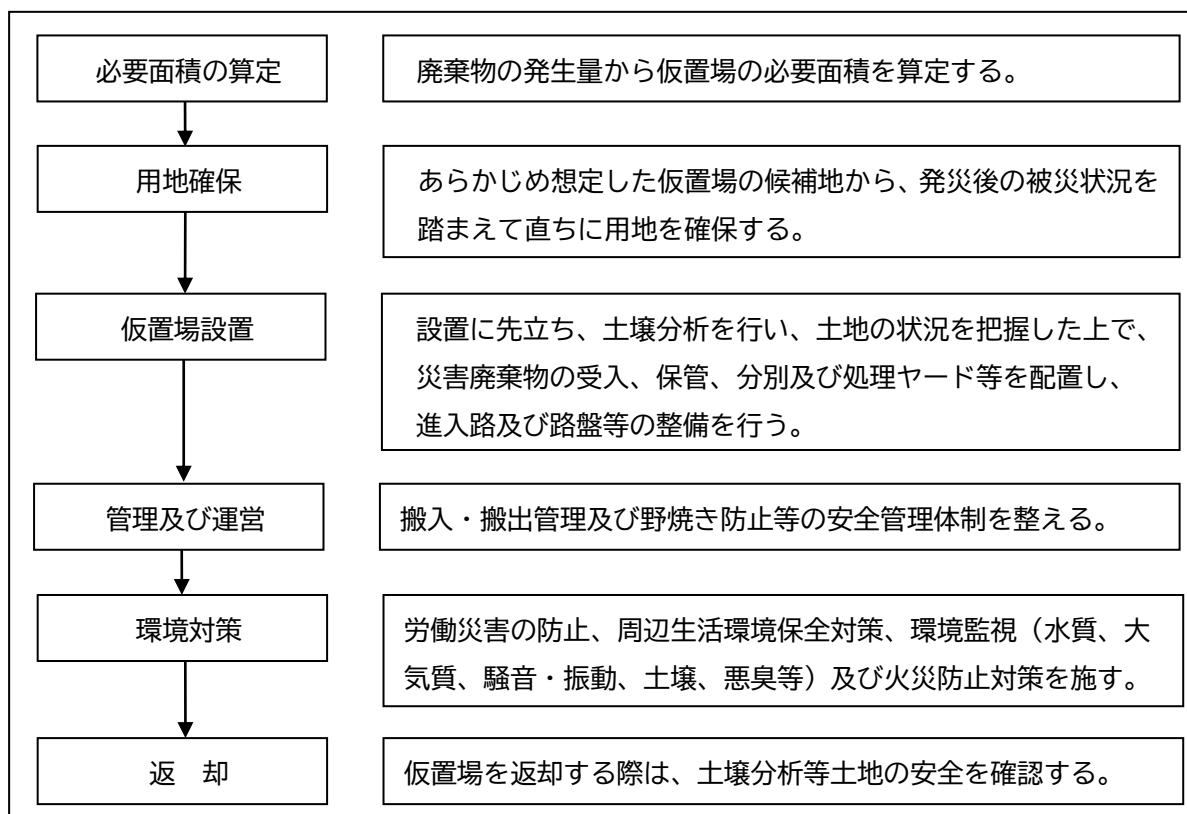 必要面積の算定
廃棄物の発生量から仮置場の必要面積を算定する。
用地確保
あらかじめ想定した仮置場の候補地から、発災後の被災状況を
踏まえて直ちに用地を確保する。
仮置場設置
設置に先立ち、土壌分析を行い、土地の状況を把握した上で、
災害廃棄物の受入、保管、分別及び処理ヤード等を配置し、
進入路及び路盤等の整備を行う。
管理及び運営
搬入・搬出管理及び野焼き防止等の安全管理体制を整える。
環境対策
労働災害の防止、周辺生活環境保全対策、環境監視（水質、大
気質、騒音・振動、土壌、悪臭等）及び火災防止対策を施す。
返　却
仮置場を返却する際は、土壌分析等土地の安全を確認する。